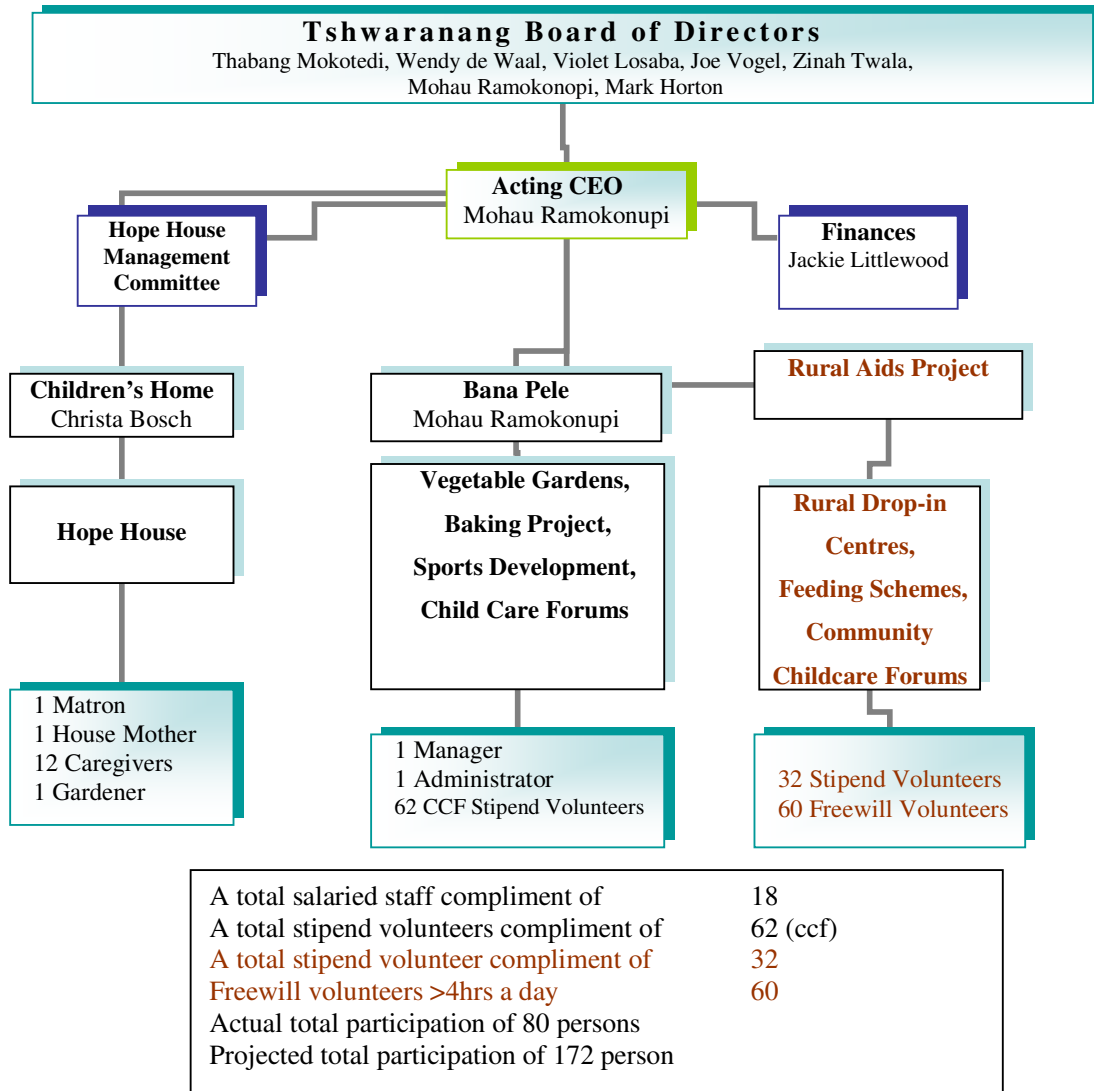 Tshwaranang Board of Directors
Thabang Mokotedi, Wendy de Waal, Violet Losaba, Joe Vogel, Zinah Twala,
Mohau Ramokonopi, Mark Horton
Acting CEO
Mohau Ramokonupi
Hope House
Management
Committee
Finances
Jackie Littlewood
Children's Home
Christa Bosch
Bana Pele
Mohau Ramokonupi
Rural Aids Project
Hope House
Vegetable Gardens,
Baking Project,
Sports Development,
Child Care Forums
Rural Drop-in
Centres,
Feeding Schemes,
Community
Childcare Forums
1 Matron
1 House Mother
12 Caregivers
1 Gardener
1 Manager
1 Administrator
62 CCF Stipend Volunteers
32 Stipend Volunteers
60 Freewill Volunteers
A total salaried staff compliment of 18
A total stipend volunteers compliment of 62 (ccf)
A total stipend volunteer compliment of 32
Freewill volunteers >4hrs a day 60
Actual total participation of 80 persons
Projected total participation of 172 person